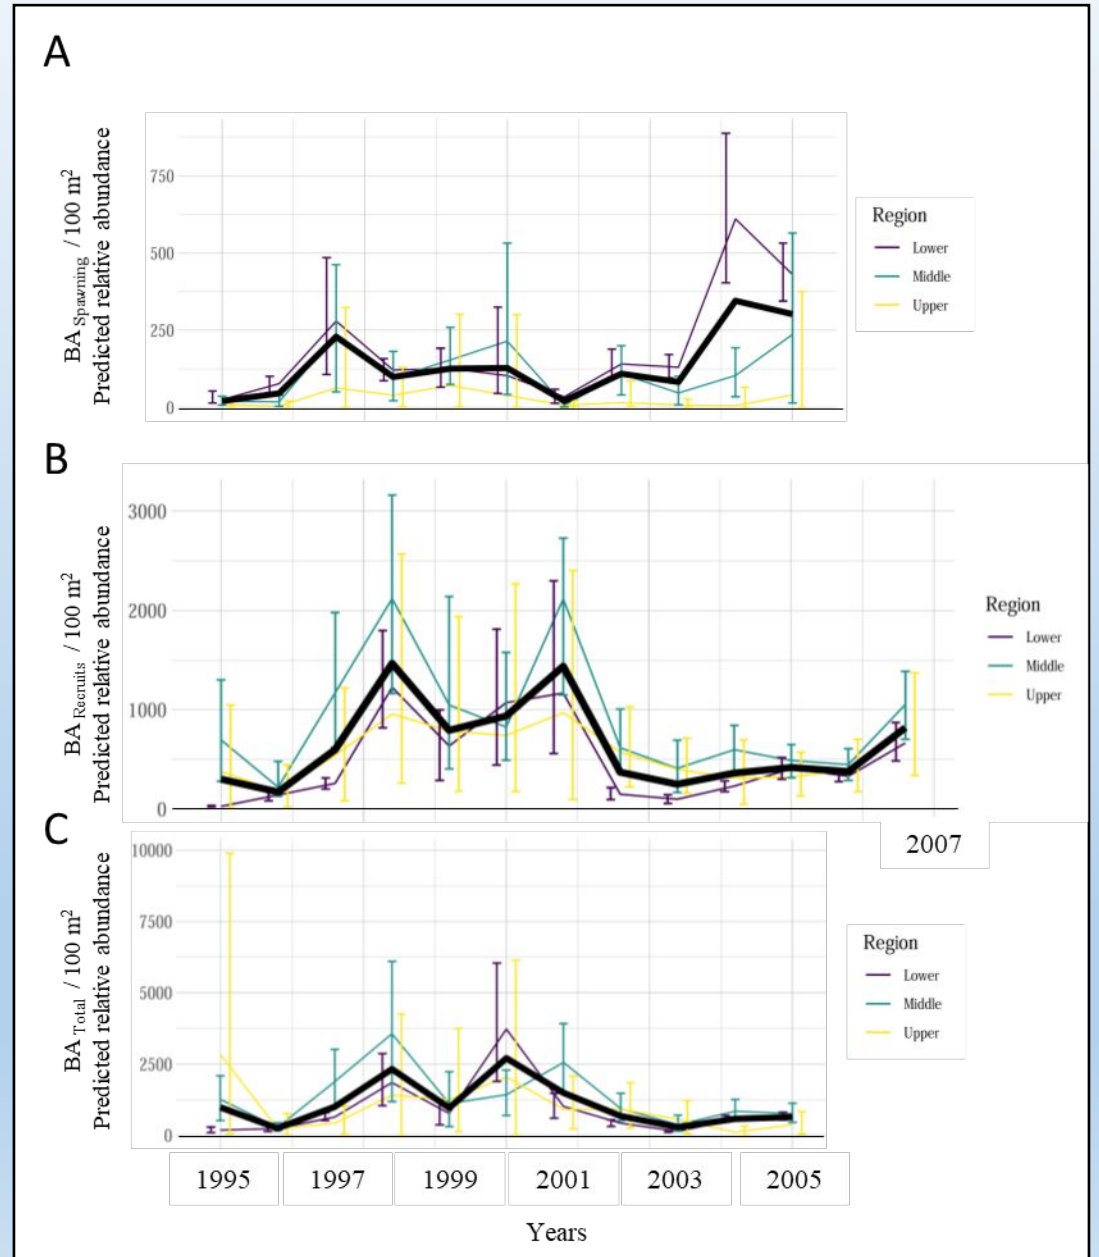 A
BA Spawning / 100 m²
Predicted relative abundance
750
500
250
0
Region
Lower
Middle
Upper
B
BA Recruits / 100 m²
Predicted relative abundance
3000
2000
1000
0
Region
Lower
Middle
Upper
2007
C
BA Total / 100 m²
Predicted relative abundance
10000
7500
5000
2500
0
Region
Lower
Middle
Upper
1995 1997 1999 2001 2003 2005
Years